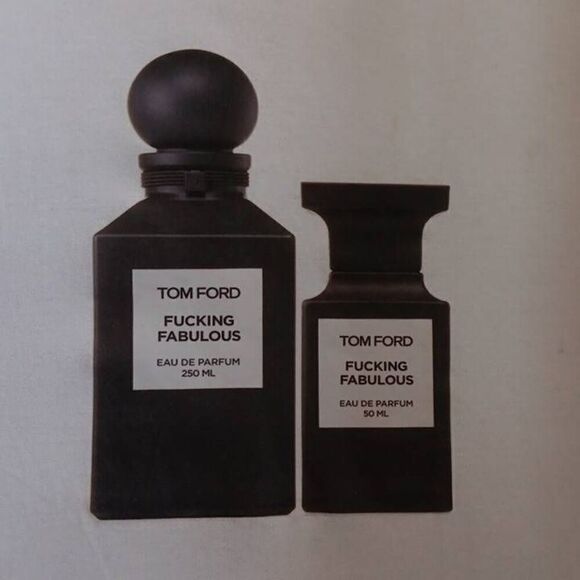 TOM FORD
FUCKING
FABULOUS
EAU DE PARFUM
250 ML
TOM FORD
FUCKING
FABULOUS
EAU DE PARFUM
50 ML